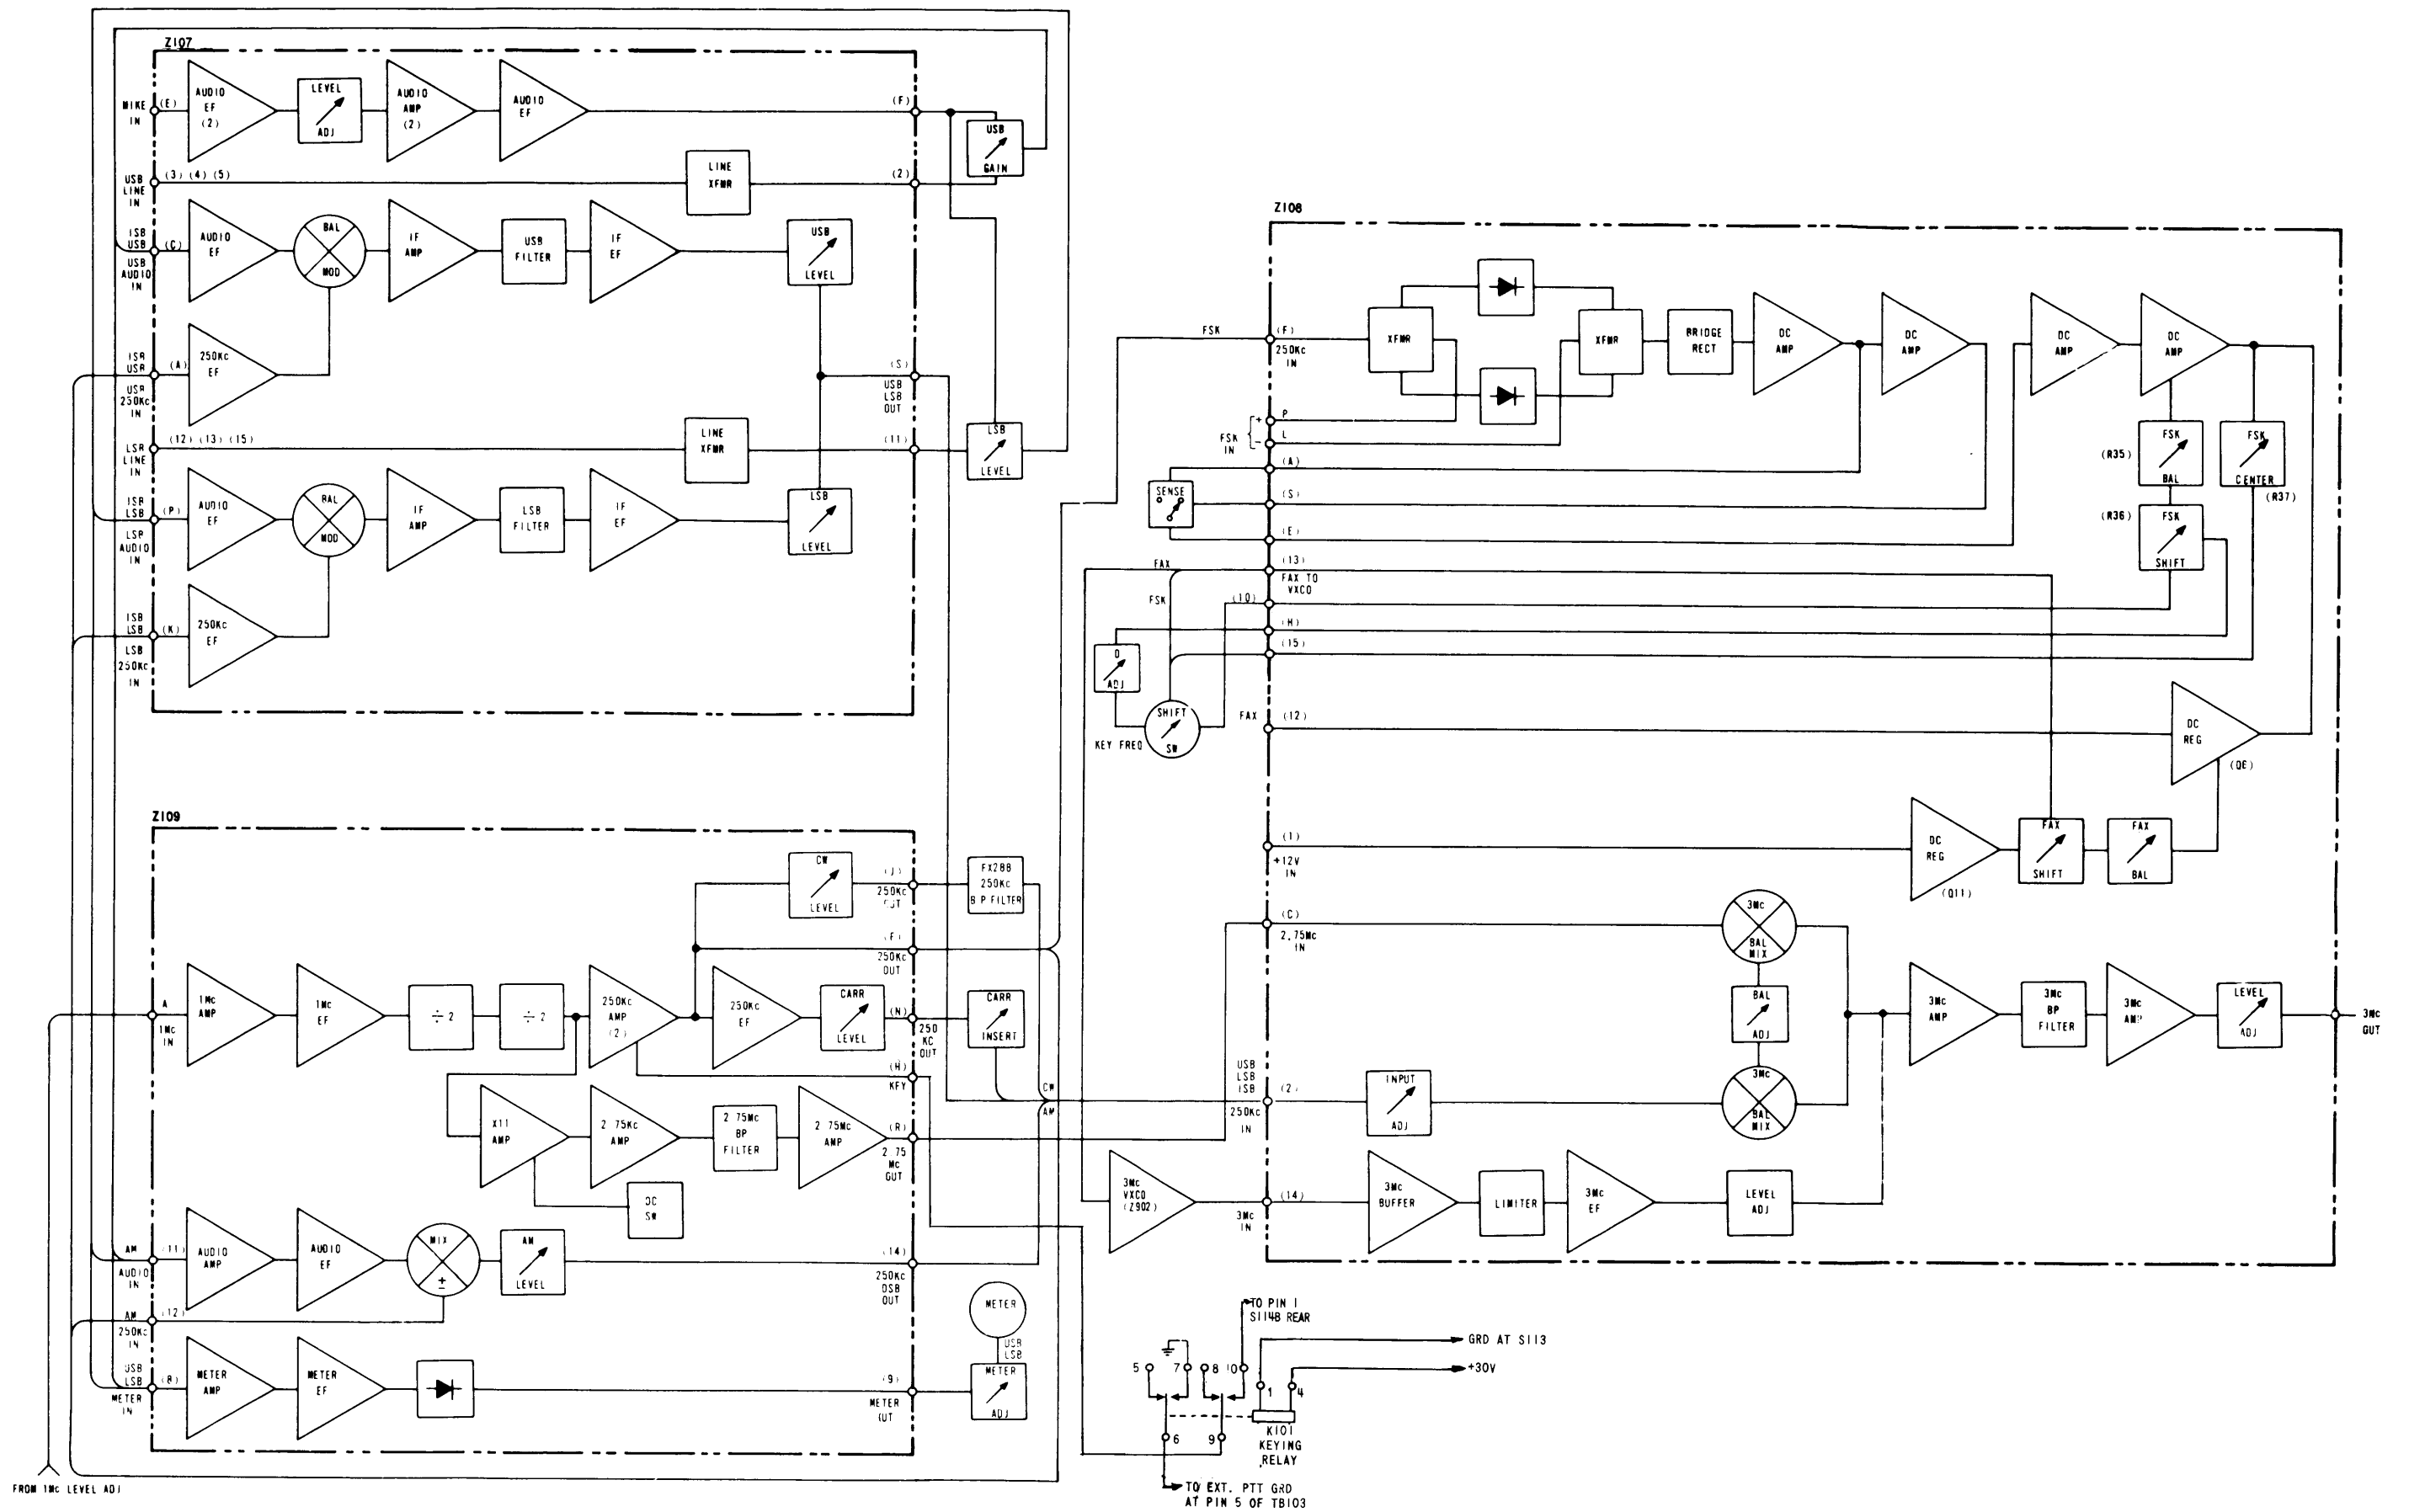 Z107
MIKE
IN
(E)
AUDIO
EF
(2)
LEVEL
ADJ
AUDIO
AMP
(2)
AUDIO
EF
(F)
USB
GAIN
USB
LINE
IN
(3) (4) (5)
LINE
XFMR
(2)
ISB
USB
USB
AUDIO
IN
(C)
AUDIO
EF
BAL
MOD
IF
AMP
USB
FILTER
IF
EF
USB
LEVEL
ISB
USB
USB
250Kc
IN
(A)
250Kc
EF
(S)
USB
LSB
OUT
LSB
LINE
IN
(12) (13) (15)
LINE
XFMR
(11)
LSB
LEVEL
ISB
LSB
LSB
AUDIO
IN
(P)
AUDIO
EF
BAL
MOD
IF
AMP
LSB
FILTER
IF
EF
LSB
LEVEL
ISB
LSB
LSB
250Kc
IN
(K)
250Kc
EF
Z109
A
1Mc
IN
1Mc
AMP
1Mc
EF
÷ 2
÷ 2
250Kc
AMP
(2)
250Kc
EF
CARR
LEVEL
CW
LEVEL
(J)
250Kc
OUT
FX288
250Kc
B P FILTER
(F)
250Kc
OUT
(N)
250
KC
OUT
CARR
INSERT
(H)
KEY
CW
AM
X11
AMP
2 75Kc
AMP
2 75Mc
BP
FILTER
2 75Mc
AMP
(R)
2.75
Mc
OUT
DC
SW
AM
AUDIO
IN
(11)
AUDIO
AMP
AUDIO
EF
MIX
±
AM
LEVEL
(14)
250Kc
DSB
OUT
AM
250Kc
IN
(12)
USB
LSB
METER
IN
(8)
METER
AMP
METER
EF
(9)
METER
OUT
METER
USB
LSB
METER
ADJ
FROM 1Mc LEVEL ADJ
Z108
FSK
(F)
250Kc
IN
XFMR
XFMR
BRIDGE
RECT
DC
AMP
DC
AMP
DC
AMP
DC
AMP
FSK
IN
+
-
P
L
(A)
SENSE
(S)
(E)
(R35)
FSK
BAL
FSK
CENTER
(R37)
(R36)
FSK
SHIFT
FAX
(13)
FAX TO
VXCO
FSK
(10)
(H)
(15)
ADJ
SHIFT
SW
KEY FREQ
FAX
(12)
DC
REG
(Q6)
(1)
+12V
IN
DC
REG
(Q11)
FAX
SHIFT
FAX
BAL
(C)
2.75Mc
IN
3Mc
BAL
MIX
BAL
ADJ
3Mc
BAL
MIX
3Mc
AMP
3Mc
BP
FILTER
3Mc
AMP
LEVEL
ADJ
3Mc
OUT
USB
LSB
ISB
250Kc
IN
(2)
INPUT
ADJ
3Mc
VXCO
(Z902)
(14)
3Mc
IN
3Mc
BUFFER
LIMITER
3Mc
EF
LEVEL
ADJ
TO PIN 1
S114B REAR
GRD AT S113
+30V
5
7
8
10
1
4
6
9
K101
KEYING
RELAY
TO EXT. PTT GRD
AT PIN 5 OF TB103